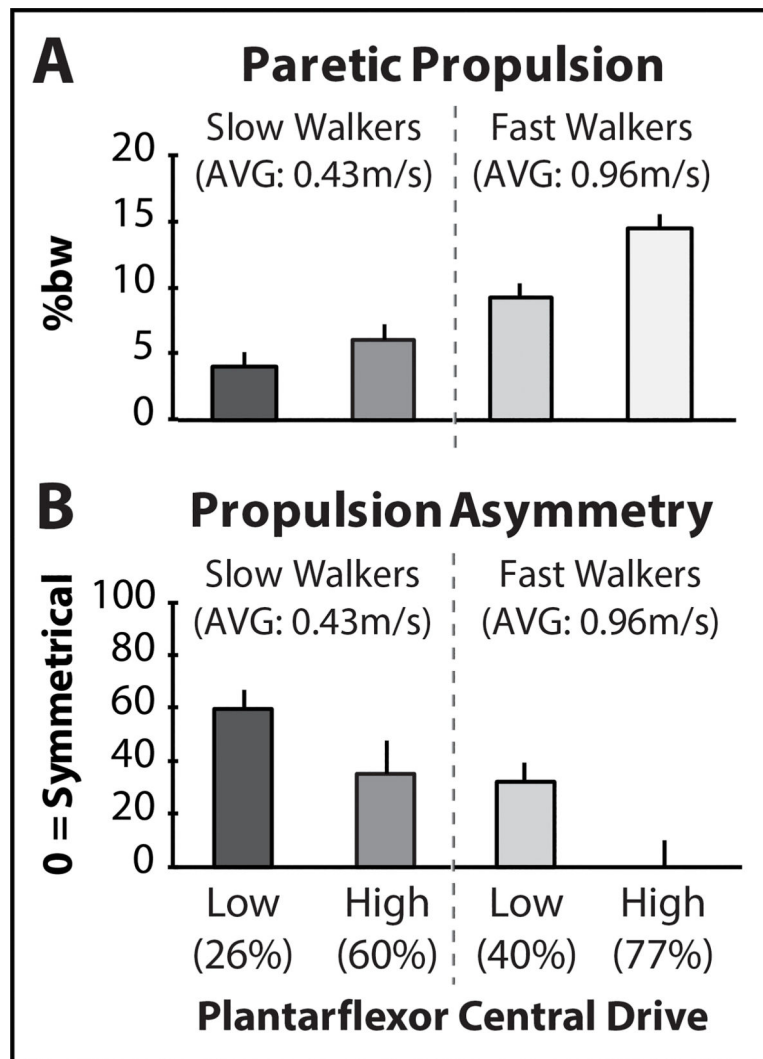 A
Paretic Propulsion
Slow Walkers
(AVG: 0.43m/s)
Fast Walkers
(AVG: 0.96m/s)
%bw
20
15
10
5
0
B
Propulsion Asymmetry
Slow Walkers
(AVG: 0.43m/s)
Fast Walkers
(AVG: 0.96m/s)
0 = Symmetrical
100
80
60
40
20
0
Low
(26%)
High
(60%)
Low
(40%)
High
(77%)
Plantarflexor Central Drive